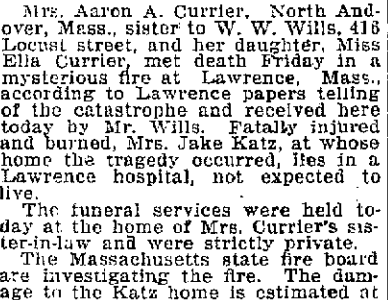 Mrs. Aaron A. Currier, North And-
over, Mass., sister to W. W. Wills, 416
Locust street, and her daughter, Miss
Ella Currier, met death Friday in a
mysterious fire at Lawrence, Mass.,
according to Lawrence papers telling
of the catastrophe and received here
today by Mr. Wills. Fatally injured
and burned, Mrs. Jake Katz, at whose
home the tragedy occurred, lies in a
Lawrence hospital, not expected to
live.
The funeral services were held to-
day at the home of Mrs. Currier's sis-
ter-in-law and were strictly private.
The Massachusetts state fire board
are investigating the fire. The dam-
age to the Katz home is estimated at